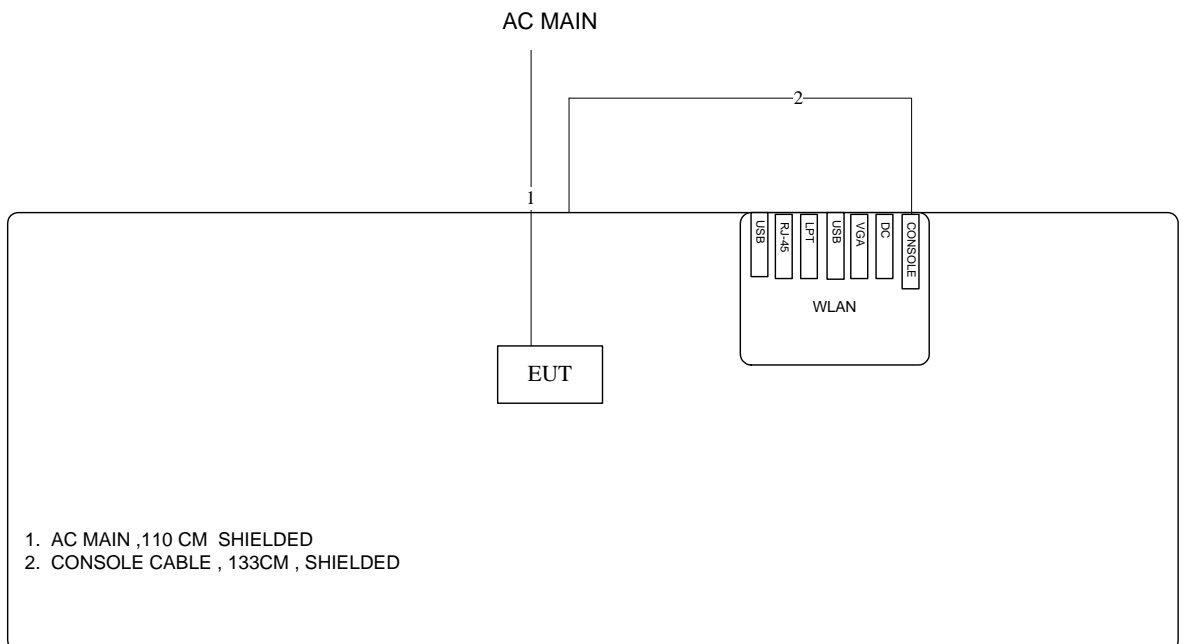 AC MAIN
2
1
USB
RJ-45
LPT
USB
VGA
DC
CONSOLE
WLAN
EUT
1. AC MAIN ,110 CM SHIELDED
2. CONSOLE CABLE , 133CM , SHIELDED